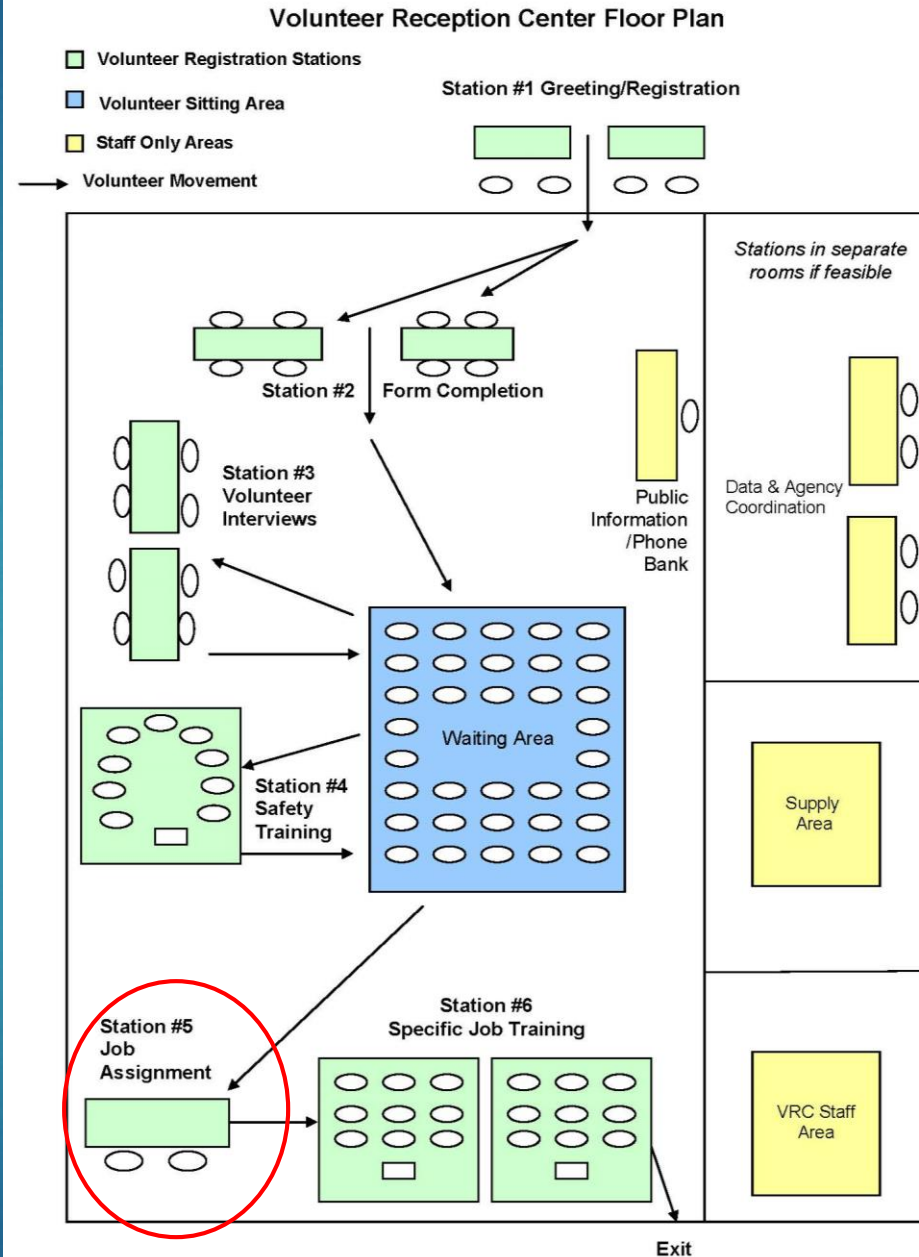 Volunteer Reception Center Floor Plan
Volunteer Registration Stations
Volunteer Sitting Area
Staff Only Areas
Volunteer Movement
Station #1 Greeting/Registration
Stations in separate
rooms if feasible
Station #2
Form Completion
Station #3
Volunteer
Interviews
Public
Information
/Phone
Bank
Data & Agency
Coordination
Waiting Area
Station #4
Safety
Training
Supply
Area
Station #5
Job
Assignment
Station #6
Specific Job Training
VRC Staff
Area
Exit